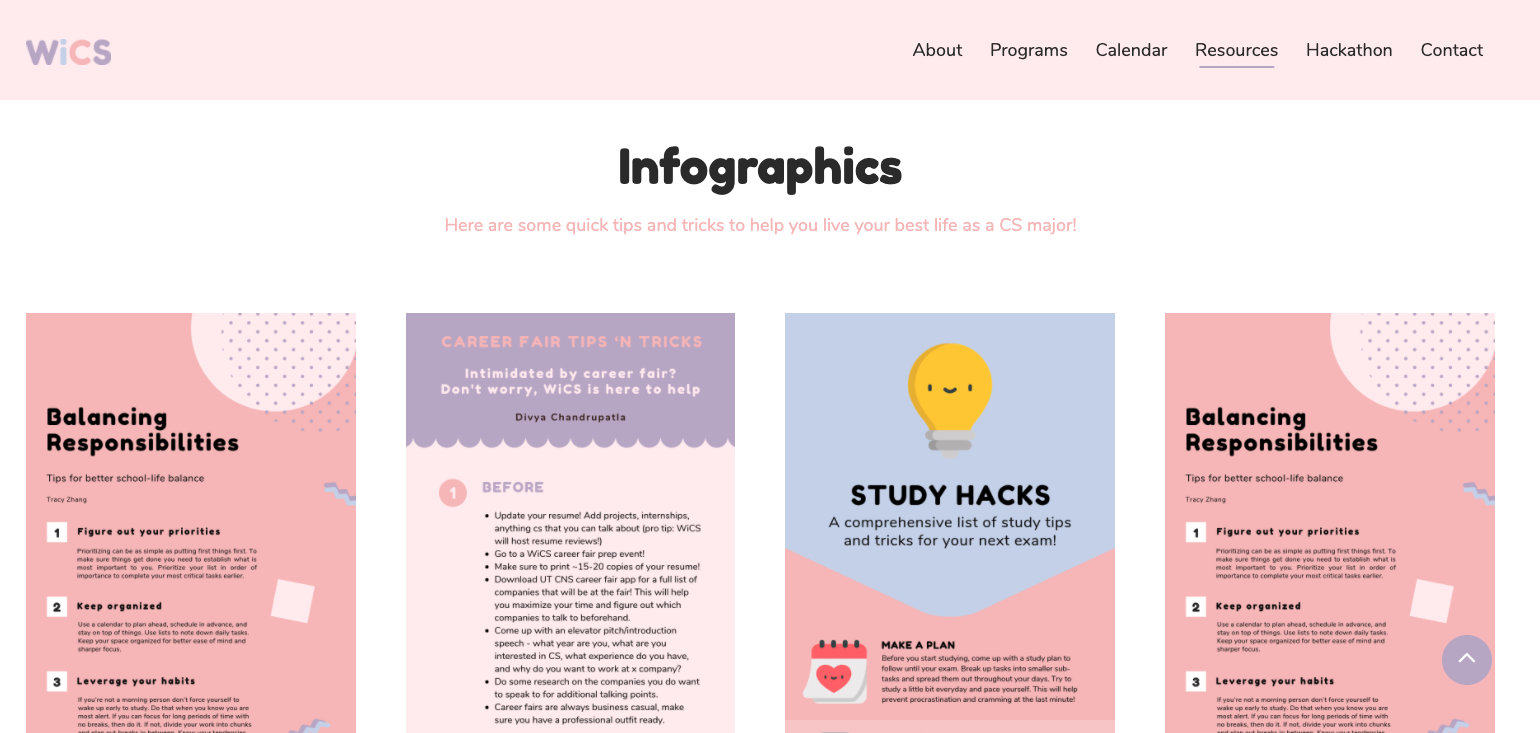 WiCS
About Programs Calendar Resources Hackathon Contact
Infographics
Here are some quick tips and tricks to help you live your best life as a CS major!
Balancing
Responsibilities
Tips for better school-life balance
Tracy Zhang
1 Figure out your priorities
Prioritizing can be as simple as putting first things first. To
make sure things get done you need to establish what is
most important to you. Prioritize your list in order of
importance to complete your most critical tasks earlier.
2 Keep organized
Use a calendar to plan ahead, schedule in advance, and
stay on top of things. Use lists to note down daily tasks.
Keep your space organized for better ease of mind and
sharper focus.
3 Leverage your habits
If you're not a morning person don't force yourself to
wake up early to study. Do that when you know you are
most alert. If you can focus for long periods of time with
no breaks, then do it. If not, divide your work into chunks
CAREER FAIR TIPS 'N TRICKS
Intimidated by career fair?
Don't worry, WiCS is here to help
Divya Chandrupatla
1 BEFORE
• Update your resume! Add projects, internships,
anything cs that you can talk about (pro tip: WiCS
will host resume reviews!)
• Go to a WiCS career fair prep event!
• Make sure to print ~15-20 copies of your resume!
• Download UT CNS career fair app for a full list of
companies that will be at the fair! This will help
you maximize your time and figure out which
companies to talk to beforehand.
• Come up with an elevator pitch/introduction
speech - what year are you, what are you
interested in CS, what experience do you have,
and why do you want to work at x company?
• Do some research on the companies you do want
to speak to for additional talking points.
• Career fairs are always business casual, make
sure you have a professional outfit ready.
STUDY HACKS
A comprehensive list of study tips
and tricks for your next exam!
MAKE A PLAN
Before you start studying, come up with a study plan to
follow until your exam. Break up tasks into smaller sub-
tasks and spread them out throughout your days. Try to
study a little bit everyday and pace yourself. This will help
prevent procrastination and cramming at the last minute!
Balancing
Responsibilities
Tips for better school-life balance
Tracy Zhang
1 Figure out your priorities
Prioritizing can be as simple as putting first things first. To
make sure things get done you need to establish what is
most important to you. Prioritize your list in order of
importance to complete your most critical tasks earlier.
2 Keep organized
Use a calendar to plan ahead, schedule in advance, and
stay on top of things. Use lists to note down daily tasks.
Keep your space organized for better ease of mind and
sharper focus.
3 Leverage your habits
If you're not a morning person don't force yourself to
wake up early to study. Do that when you know you are
most alert. If you can focus for long periods of time with
no breaks, then do it. If not, divide your work into chunks